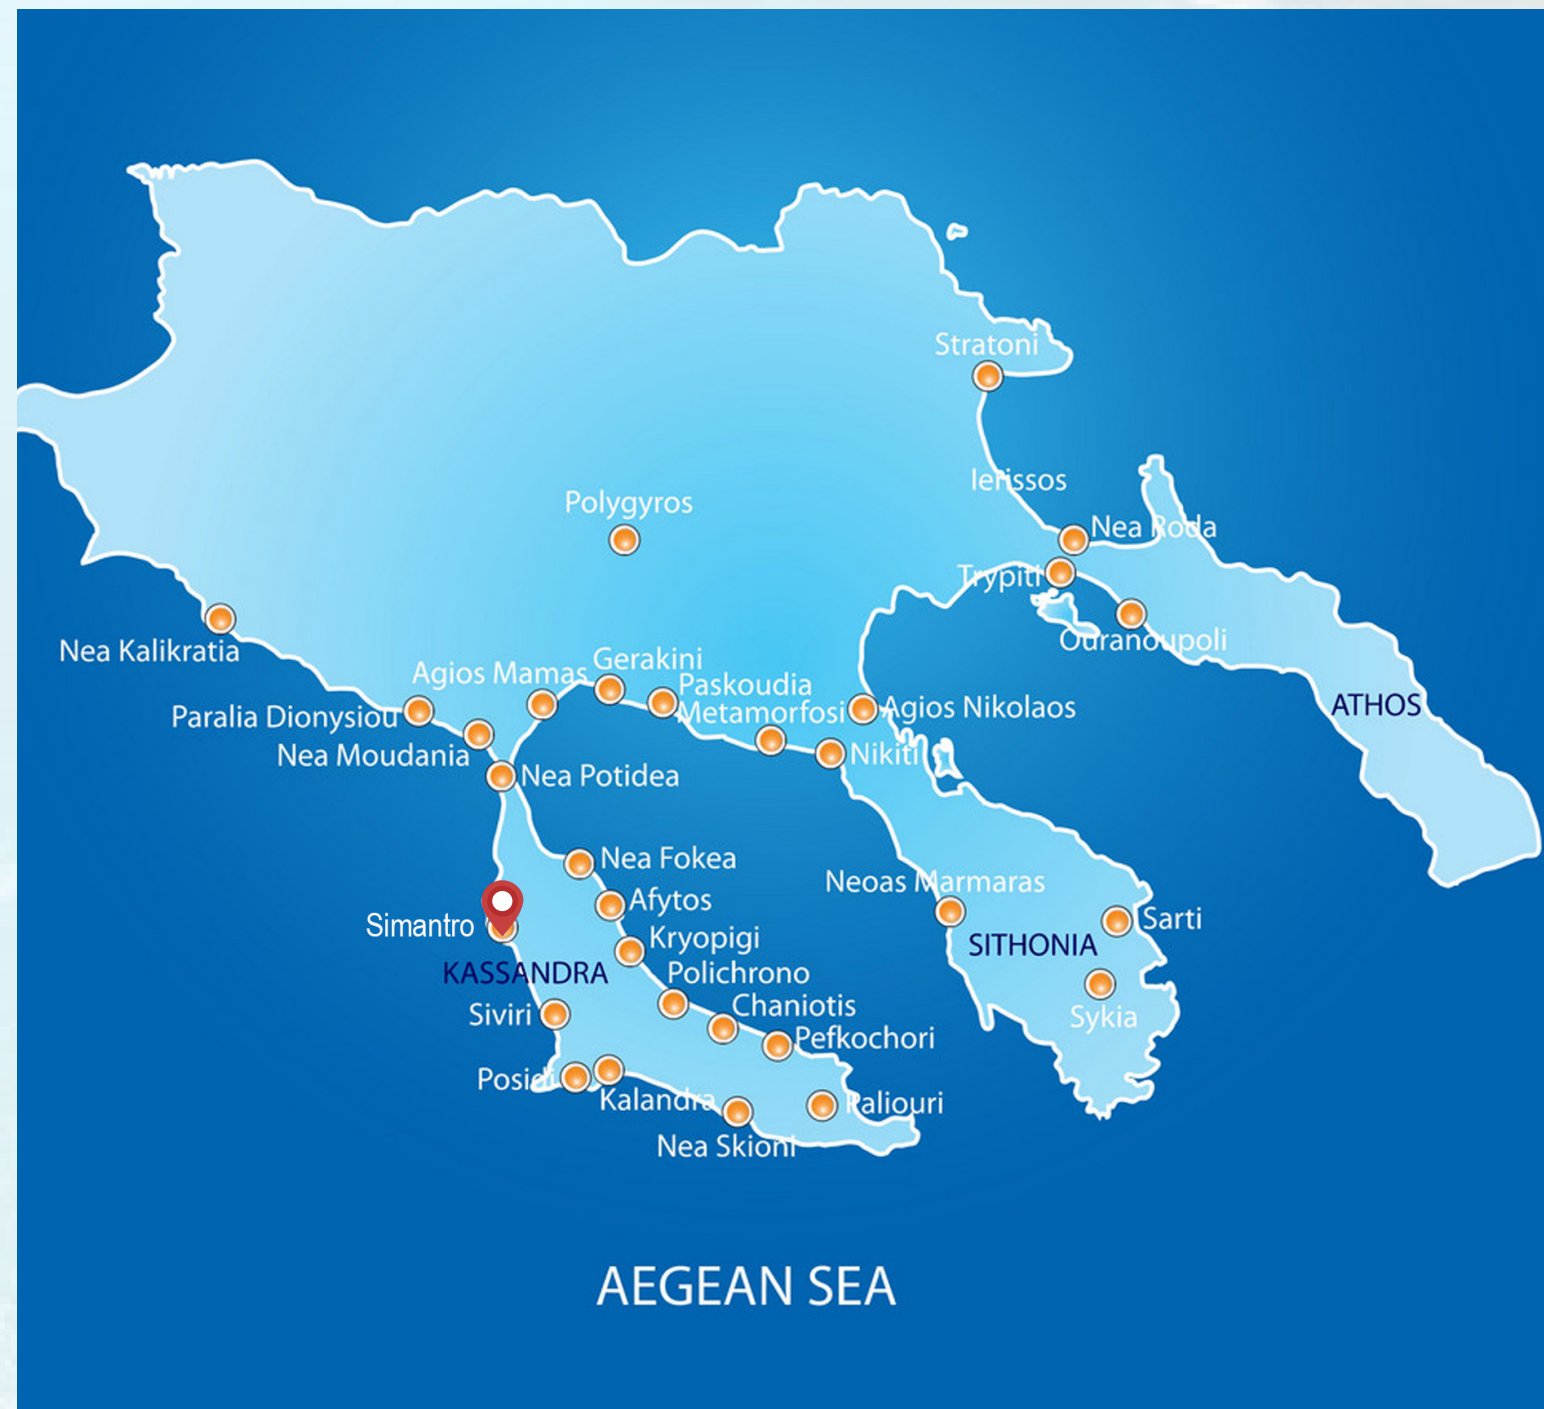 Stratoni
Ierissos
Polygyros
Nea Roda
Trypiti
Ouranoupoli
Nea Kalikratia
Agios Mamas
Gerakini
Paskoudia
Metamorfosi
Agios Nikolaos
ATHOS
Paralia Dionysiou
Nea Moudania
Nikiti
Nea Potidea
Nea Fokea
Neoas Marmaras
Afytos
Simantro
Sarti
Kryopigi
SITHONIA
KASSANDRA
Polichrono
Chaniotis
Siviri
Sykia
Pefkochori
Posidi
Kalandra
Paliouri
Nea Skioni
AEGEAN SEA